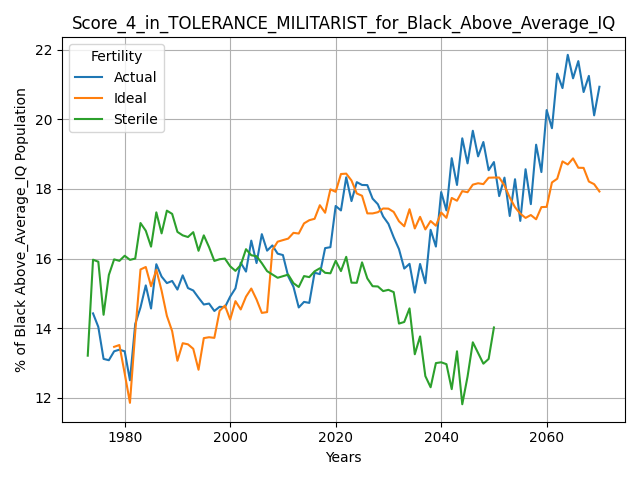 Score_4_in_TOLERANCE_MILITARIST_for_Black_Above_Average_IQ
Fertility
Actual
Ideal
Sterile
% of Black Above_Average_IQ Population
22
20
18
16
14
12
1980
2000
2020
2040
2060
Years